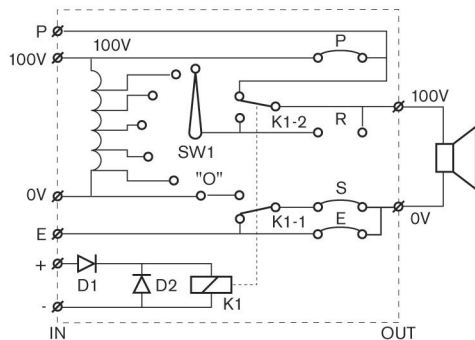 P
100V
100V
P
100V
K1-2
R
SW1
0V
"O"
S
0V
E
K1-1
E
+
D1
D2
K1
-
IN
OUT